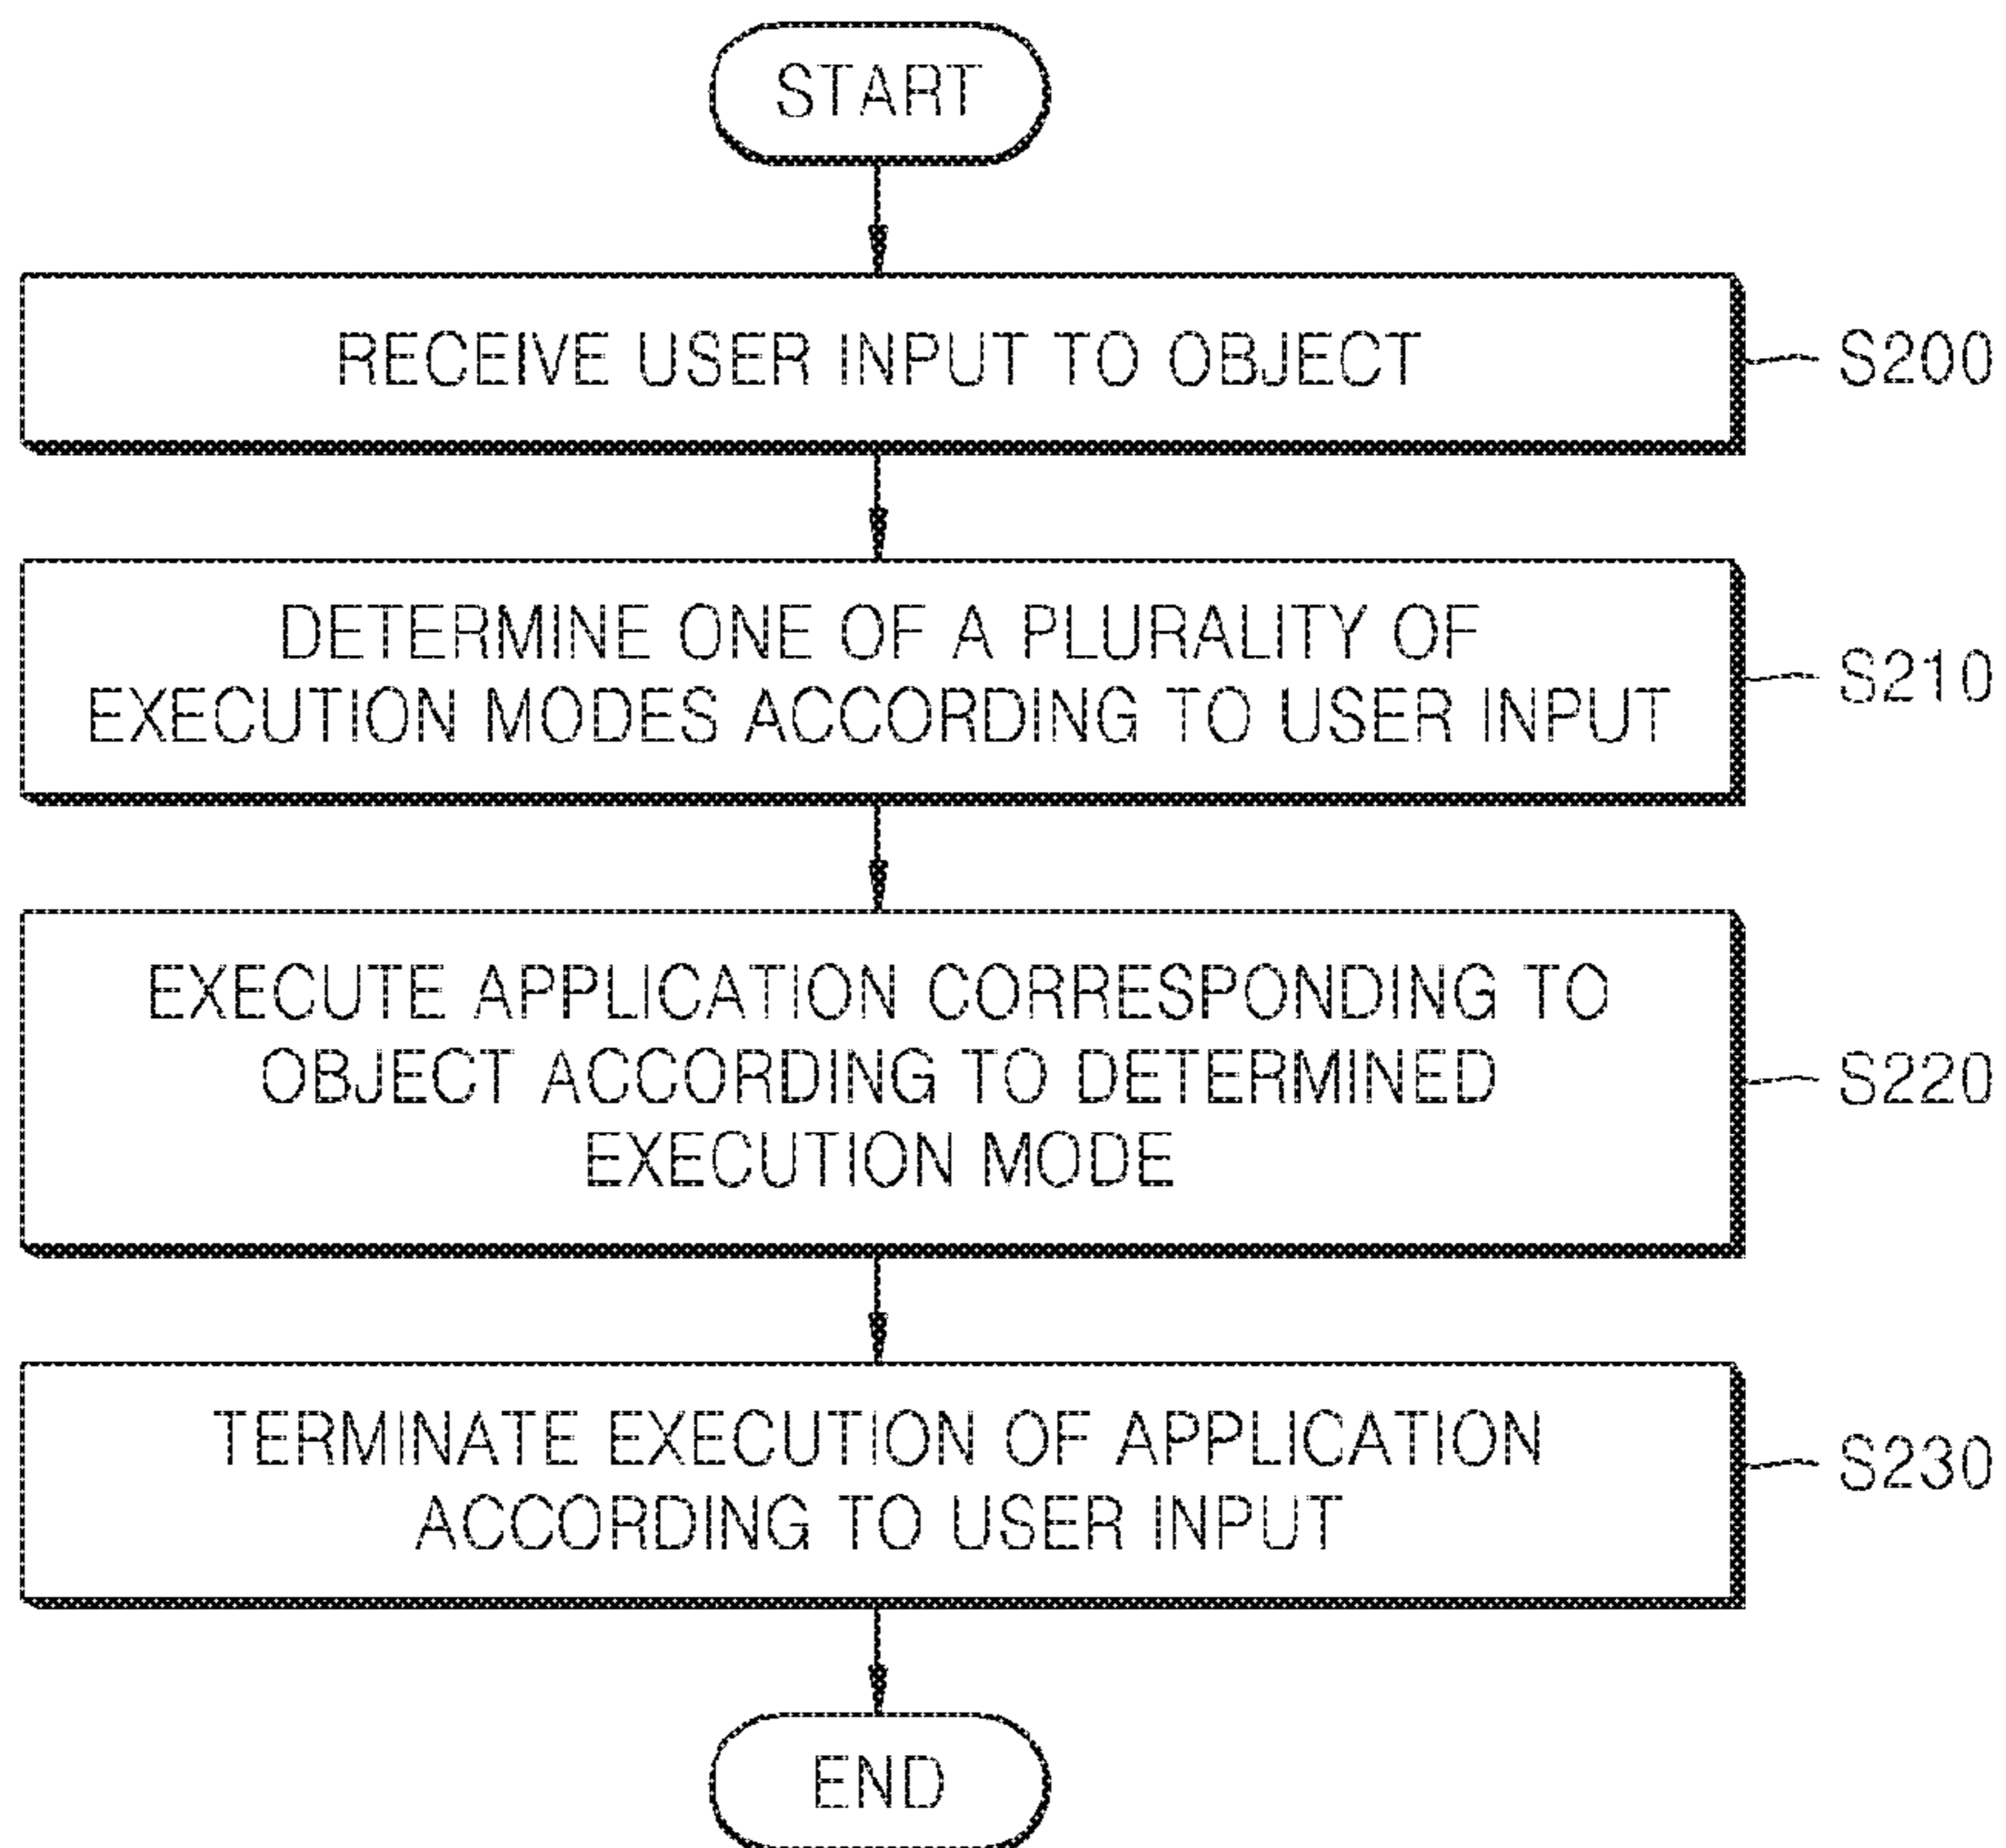 START
RECEIVE USER INPUT TO OBJECT
S200
DETERMINE ONE OF A PLURALITY OF
EXECUTION MODES ACCORDING TO USER INPUT
S210
EXECUTE APPLICATION CORRESPONDING TO
OBJECT ACCORDING TO DETERMINED
EXECUTION MODE
S220
TERMINATE EXECUTION OF APPLICATION
ACCORDING TO USER INPUT
S230
END